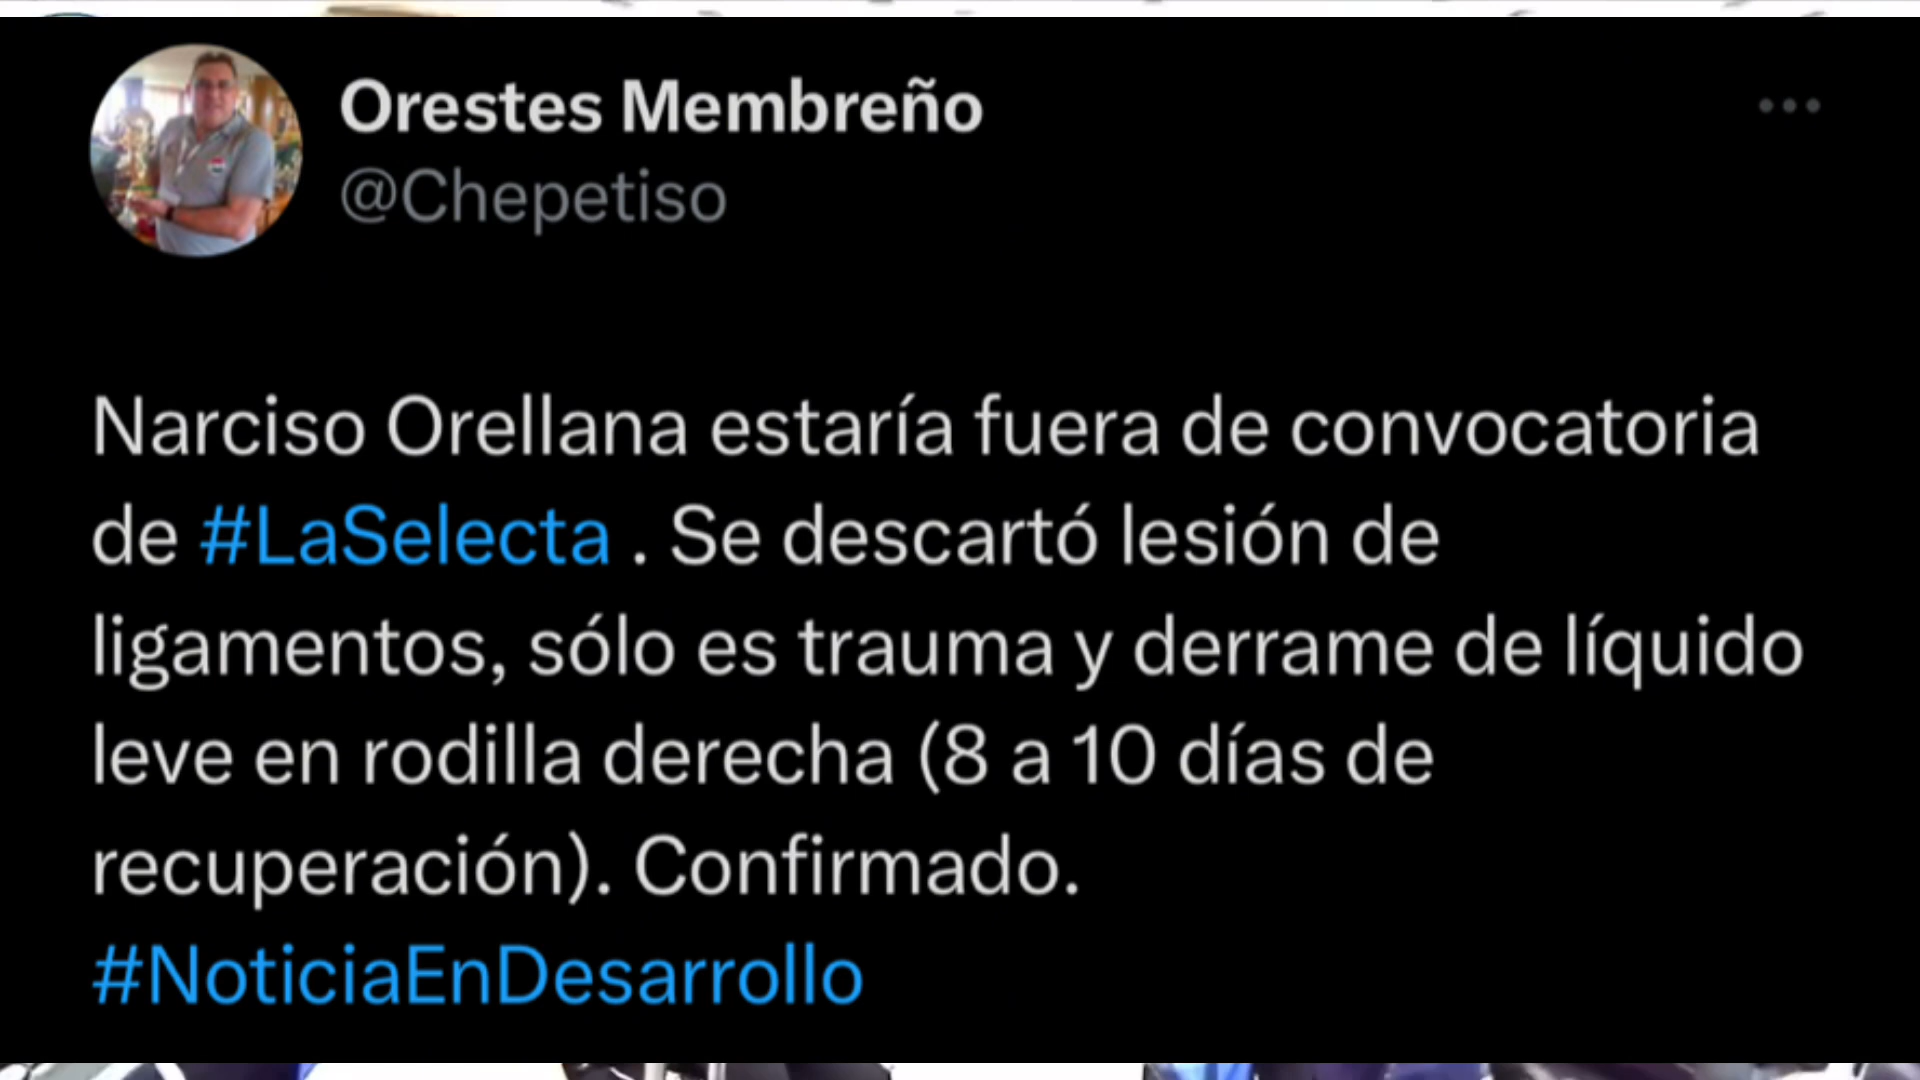 Orestes Membreño
@Chepetiso
Narciso Orellana estaría fuera de convocatoria
de #LaSelecta . Se descartó lesión de
ligamentos, sólo es trauma y derrame de líquido
leve en rodilla derecha (8 a 10 días de
recuperación). Confirmado.
#NoticiaEnDesarrollo